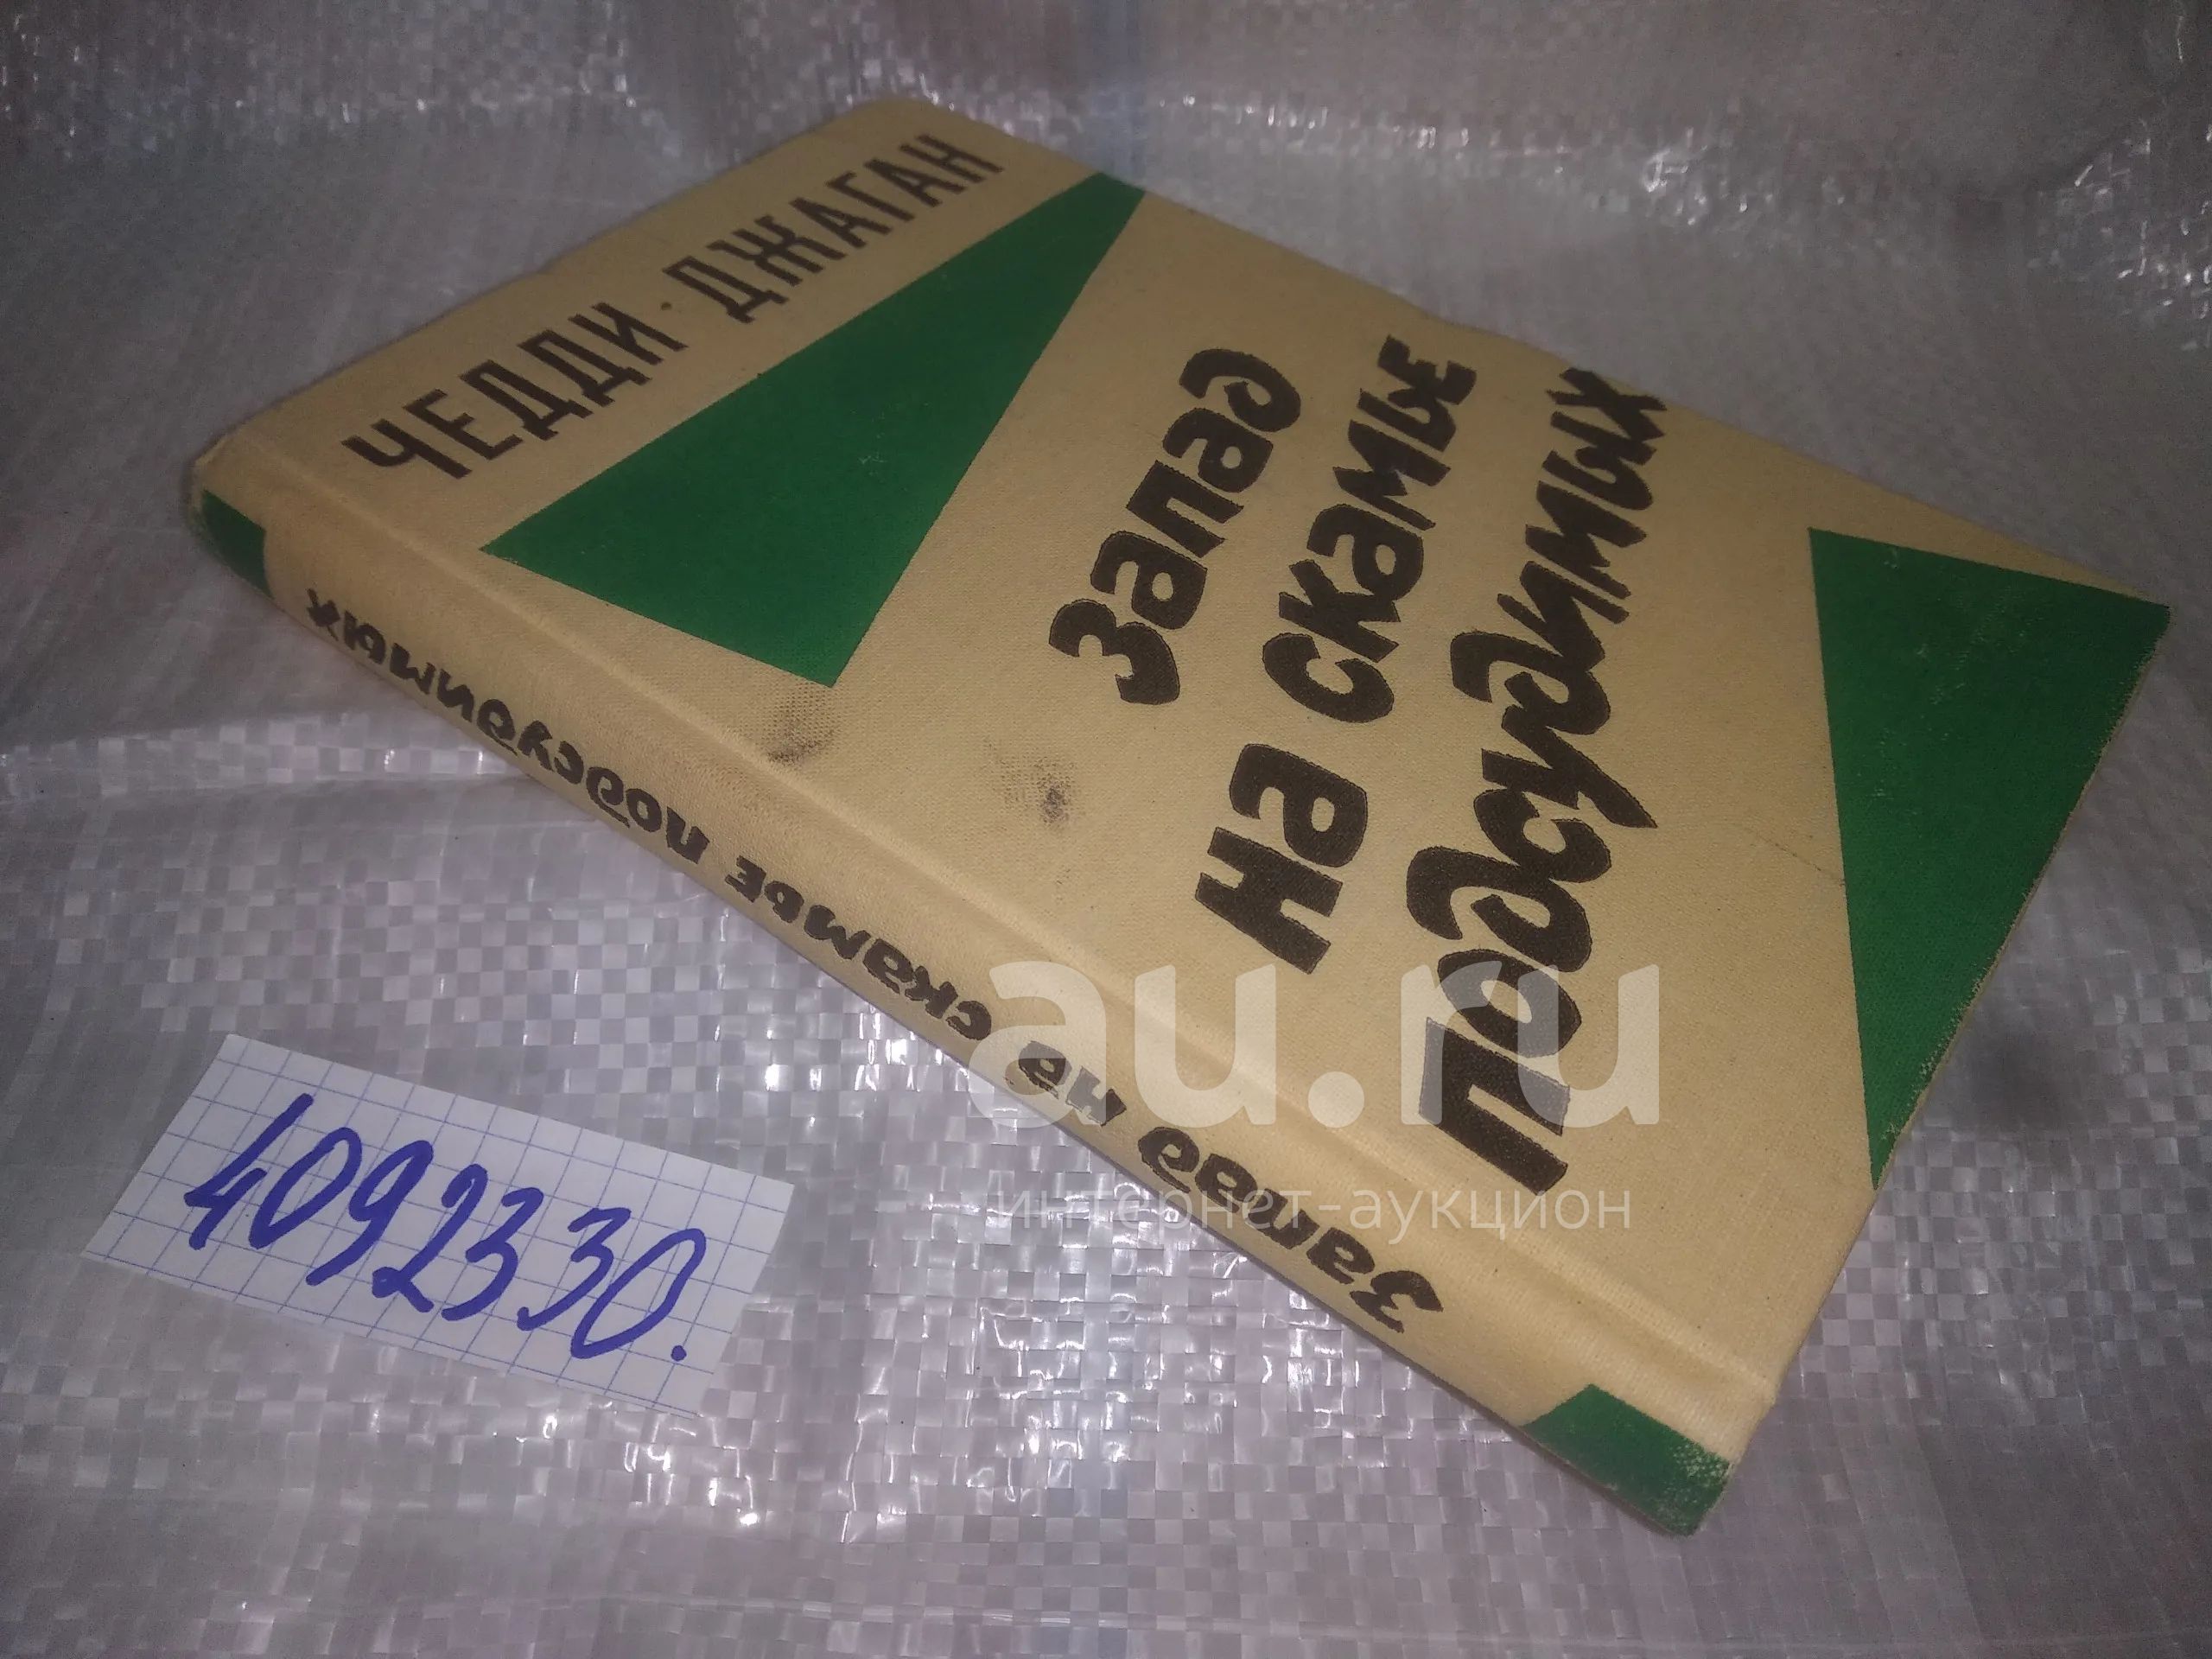 ЧЕДДИ ДЖАГАН
Запад
на скамье
подсудимых
Запад на скамье подсудимых
4092330.
au.ru
интернет-аукцион